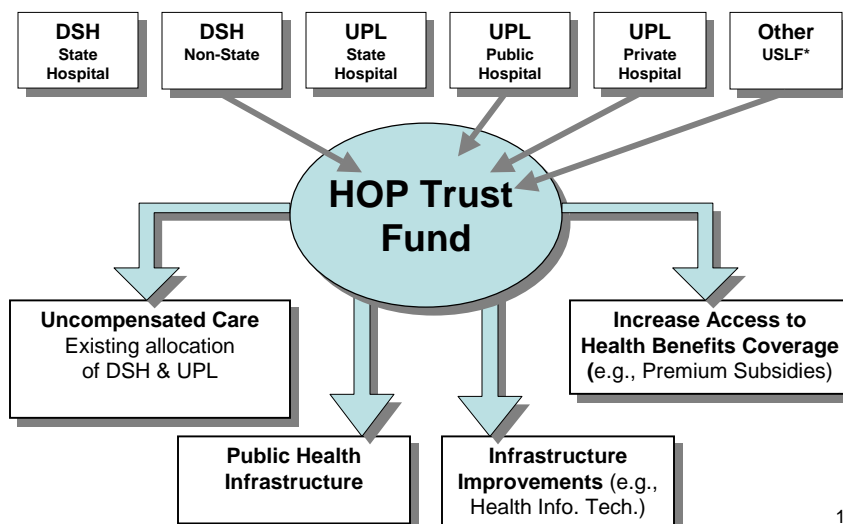 DSH
State
Hospital
DSH
Non-State
UPL
State
Hospital
UPL
Public
Hospital
UPL
Private
Hospital
Other
USLF*
HOP Trust
Fund
Uncompensated Care
Existing allocation
of DSH & UPL
Increase Access to
Health Benefits Coverage
(e.g., Premium Subsidies)
Public Health
Infrastructure
Infrastructure
Improvements (e.g.,
Health Info. Tech.)
1